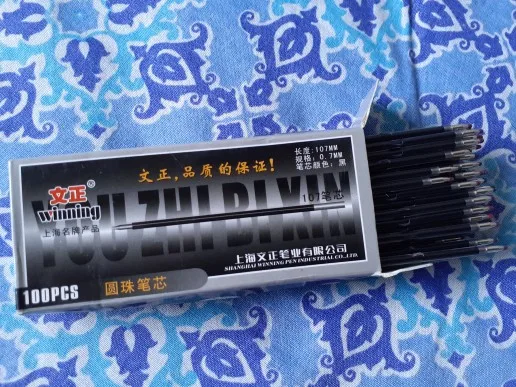 文正,品质的保证!
长度:107MM
规格:0.7MM
笔芯颜色:黑
文正®
Winning
上海名牌产品
YOU ZHI BI XIN
107笔芯
上海文正笔业有限公司
SHANGHAI WINNING PEN INDUSTRIAL CO.,LTD.
100PCS
圆珠笔芯